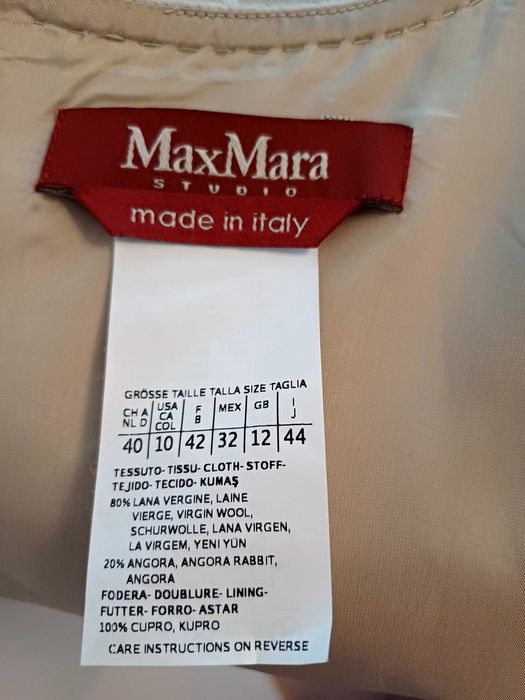 MaxMara
STUDIO
made in italy
GRÖSSE TAILLE TALLA SIZE TAGLIA
CH A NL D | USA CA COL | F B | MEX | GB | I J
40 | 10 | 42 | 32 | 12 | 44
TESSUTO- TISSU- CLOTH- STOFF-
TEJIDO- TECIDO- KUMAŞ
80% LANA VERGINE, LAINE
VIERGE, VIRGIN WOOL,
SCHURWOLLE, LANA VIRGEN,
LA VIRGEM, YENI YÜN
20% ANGORA, ANGORA RABBIT,
ANGORA
FODERA- DOUBLURE- LINING-
FUTTER- FORRO- ASTAR
100% CUPRO, KUPRO
CARE INSTRUCTIONS ON REVERSE